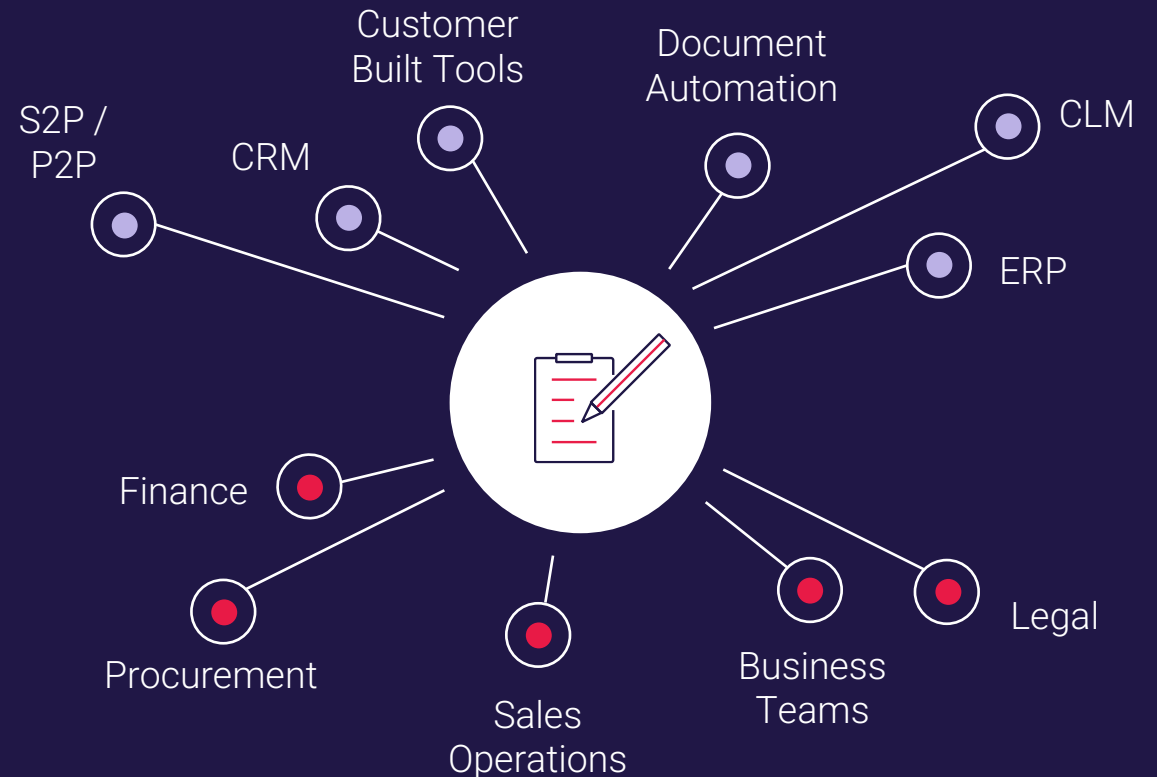 Customer
Built Tools
Document
Automation
S2P /
P2P
CRM
CLM
ERP
Finance
Procurement
Sales
Operations
Business
Teams
Legal